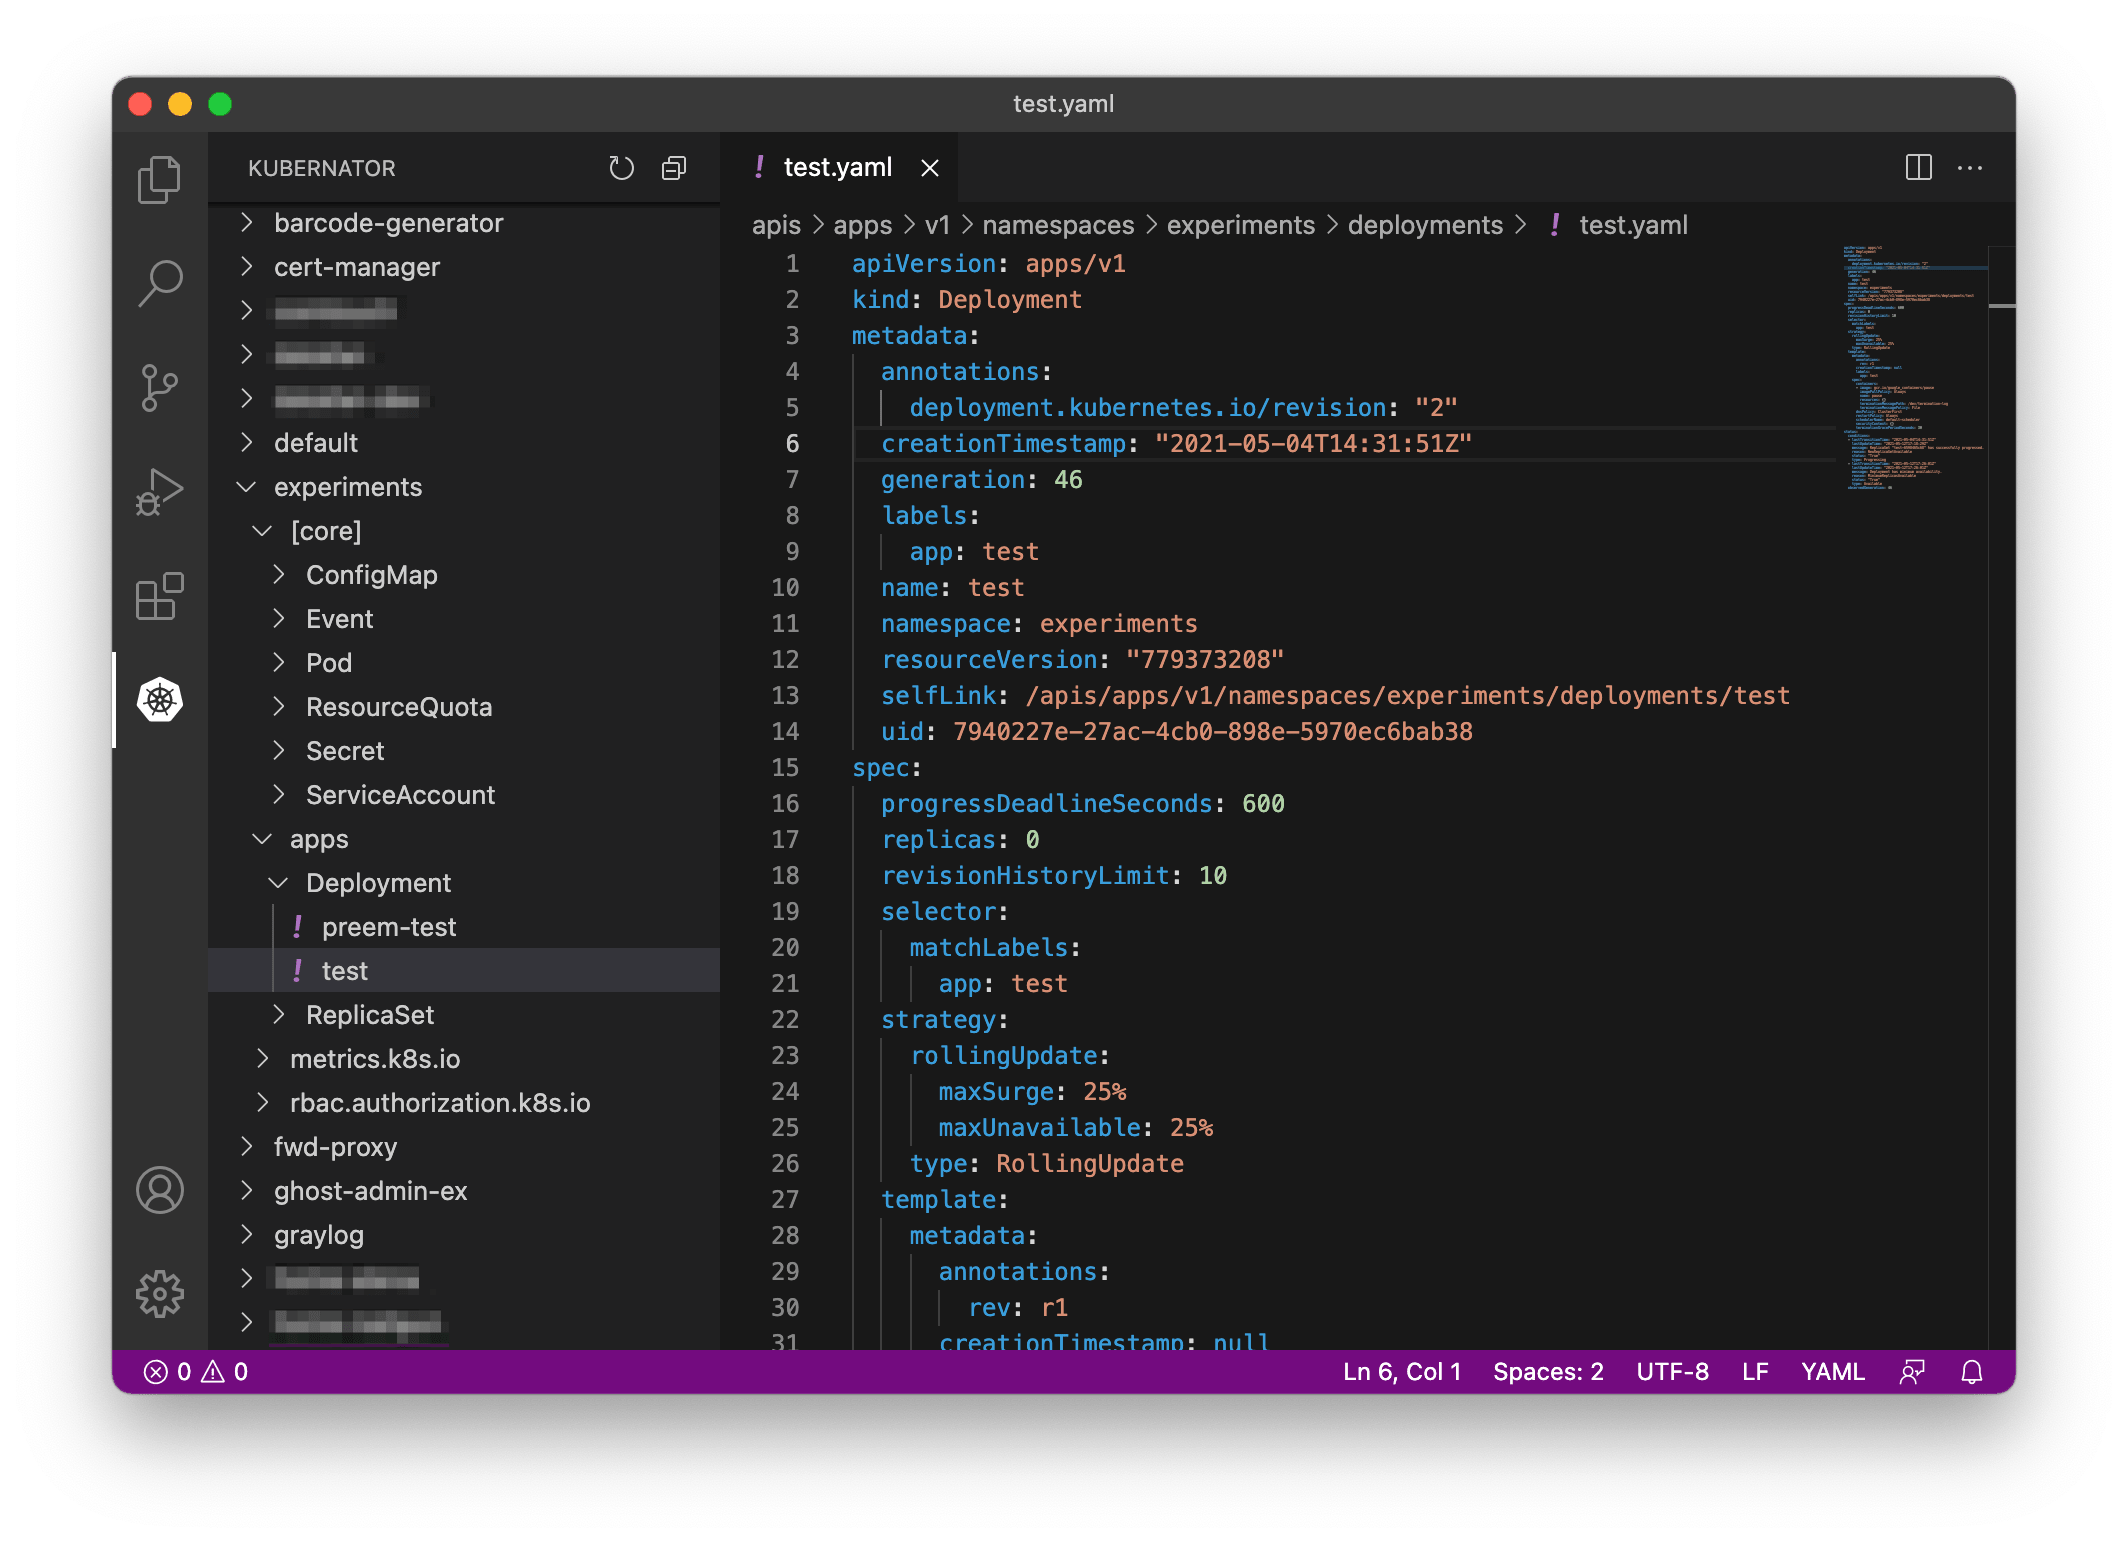 test.yaml
KUBERNATOR
barcode-generator
cert-manager
default
experiments
[core]
ConfigMap
Event
Pod
ResourceQuota
Secret
ServiceAccount
apps
Deployment
preem-test
test
ReplicaSet
metrics.k8s.io
rbac.authorization.k8s.io
fwd-proxy
ghost-admin-ex
graylog
test.yaml
apis > apps > v1 > namespaces > experiments > deployments > ! test.yaml
1 apiVersion: apps/v1
2 kind: Deployment
3 metadata:
4 annotations:
5 deployment.kubernetes.io/revision: "2"
6 creationTimestamp: "2021-05-04T14:31:51Z"
7 generation: 46
8 labels:
9 app: test
10 name: test
11 namespace: experiments
12 resourceVersion: "779373208"
13 selfLink: /apis/apps/v1/namespaces/experiments/deployments/test
14 uid: 7940227e-27ac-4cb0-898e-5970ec6bab38
15 spec:
16 progressDeadlineSeconds: 600
17 replicas: 0
18 revisionHistoryLimit: 10
19 selector:
20 matchLabels:
21 app: test
22 strategy:
23 rollingUpdate:
24 maxSurge: 25%
25 maxUnavailable: 25%
26 type: RollingUpdate
27 template:
28 metadata:
29 annotations:
30 rev: r1
31 creationTimestamp: null
0 0
Ln 6, Col 1 Spaces: 2 UTF-8 LF YAML